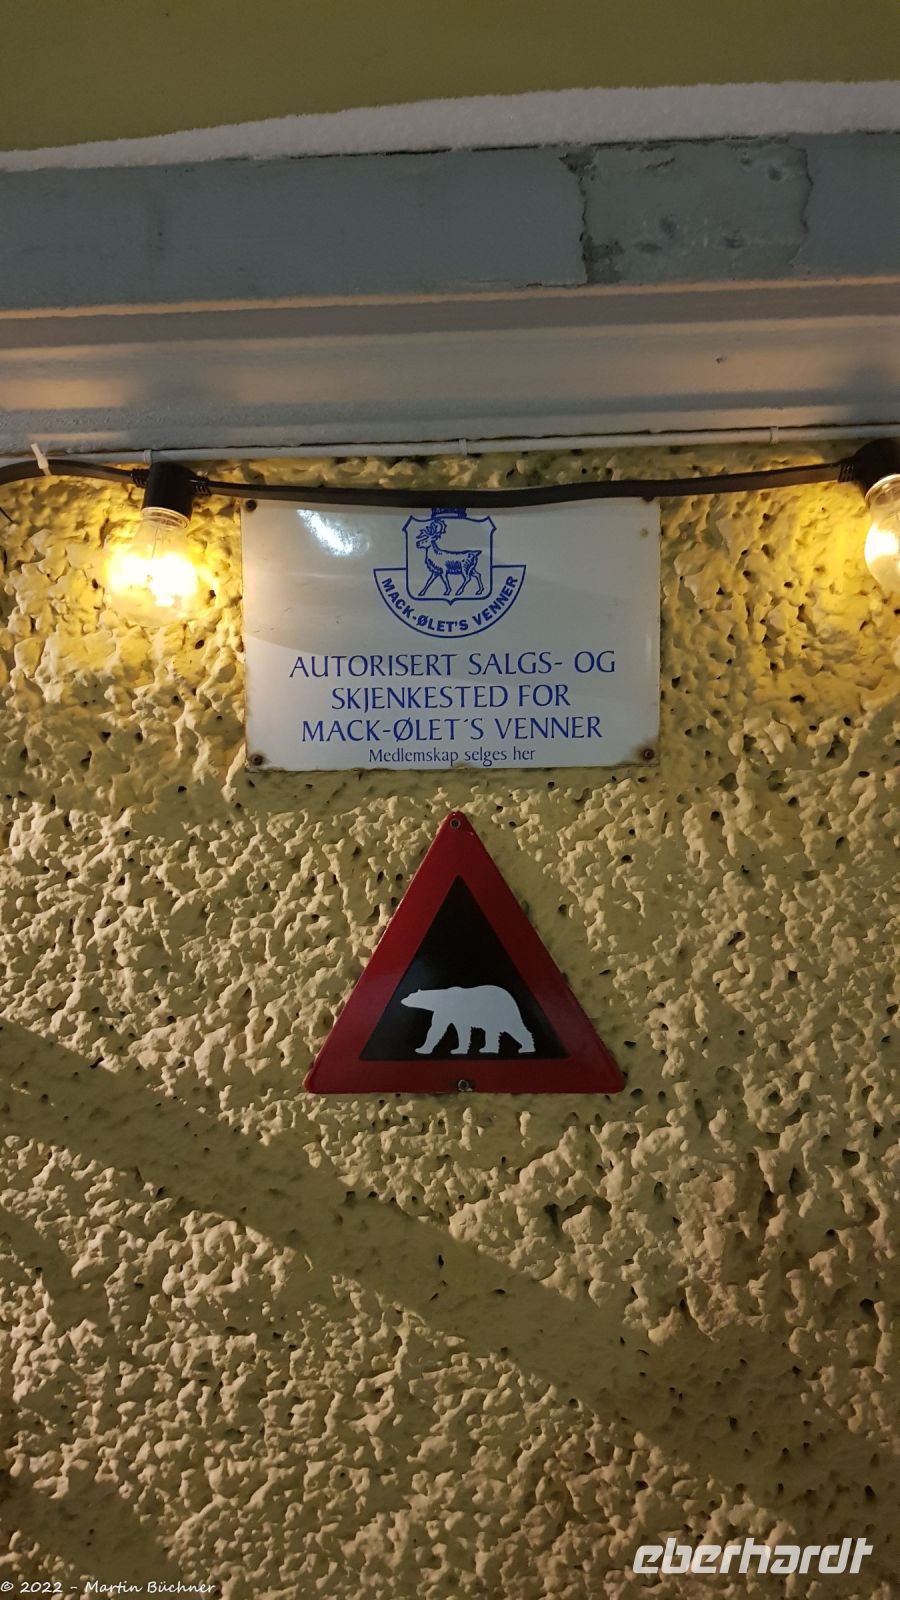 MACK-ØLET'S VENNER
AUTORISERT SALGS- OG
SKJENKESTED FOR
MACK-ØLET´S VENNER
Medlemskap selges her
eberhardt
© 2022 - Martin Büchner